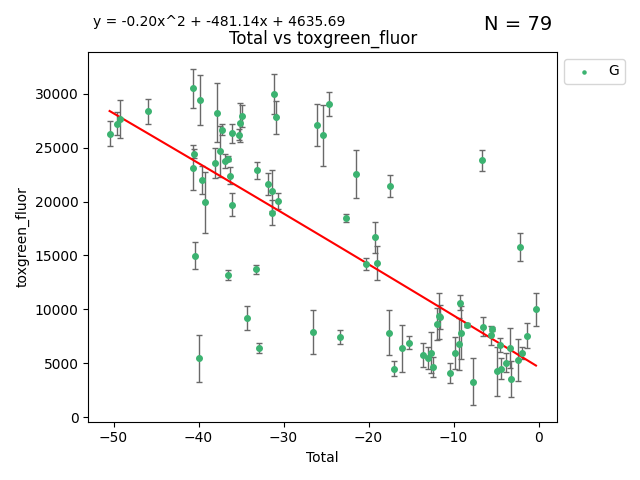 y = -0.20x^2 + -481.14x + 4635.69
N = 79
Total vs toxgreen_fluor
G
30000
25000
20000
15000
10000
5000
0
toxgreen_fluor
−50 −40 −30 −20 −10 0
Total